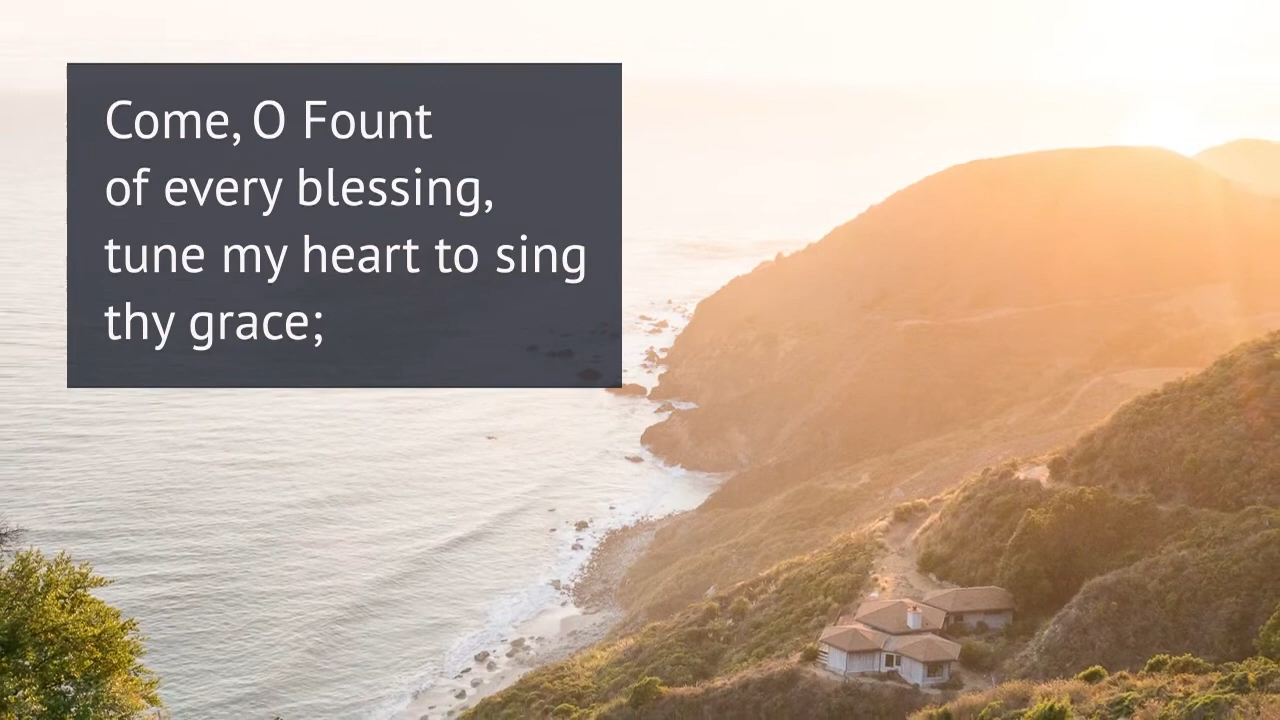 Come, O Fount
of every blessing,
tune my heart to sing
thy grace;